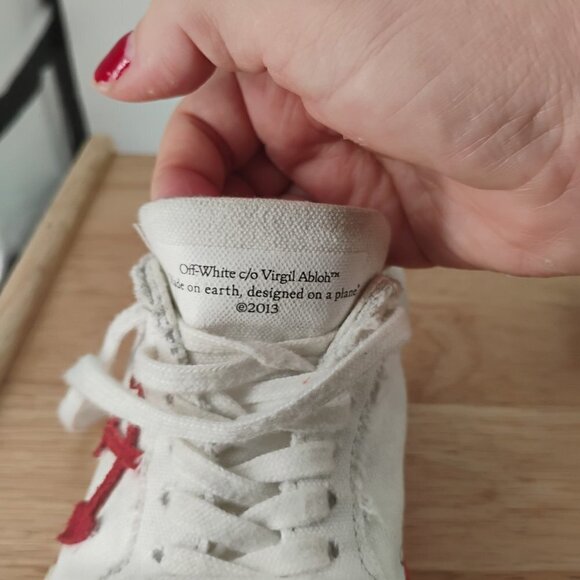 Off-White c/o Virgil Abloh™
on earth, designed on a plane"
©2013